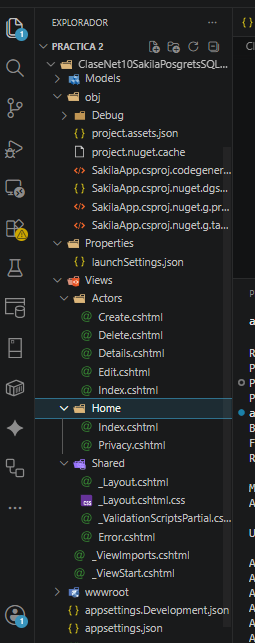 EXPLORADOR
PRACTICA 2
ClaseNet10SakilaPosgretsSQL...
Models
obj
Debug
project.assets.json
project.nuget.cache
SakilaApp.csproj.codegener...
SakilaApp.csproj.nuget.dgs...
SakilaApp.csproj.nuget.g.pr...
SakilaApp.csproj.nuget.g.ta...
Properties
launchSettings.json
Views
Actors
Create.cshtml
Delete.cshtml
Details.cshtml
Edit.cshtml
Index.cshtml
Home
Index.cshtml
Privacy.cshtml
Shared
_Layout.cshtml
_Layout.cshtml.css
_ValidationScriptsPartial.cs...
Error.cshtml
_ViewImports.cshtml
_ViewStart.cshtml
wwwroot
appsettings.Development.json
appsettings.json